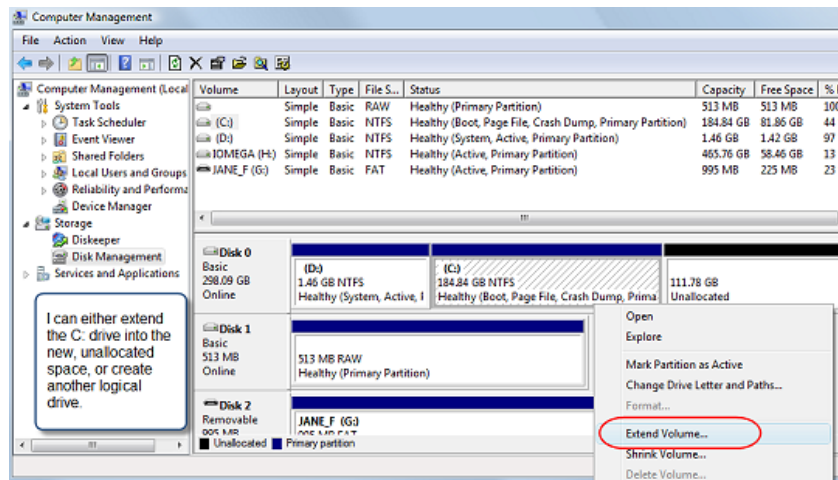 Computer Management
File Action View Help
Computer Management (Local
System Tools
Task Scheduler
Event Viewer
Shared Folders
Local Users and Groups
Reliability and Performa
Device Manager
Storage
Diskeeper
Disk Management
Services and Applications
Volume Layout Type File S... Status Capacity Free Space %
Simple Basic RAW Healthy (Primary Partition) 513 MB 513 MB 100
(C:) Simple Basic NTFS Healthy (Boot, Page File, Crash Dump, Primary Partition) 184.84 GB 81.86 GB 44
(D:) Simple Basic NTFS Healthy (System, Active, Primary Partition) 1.46 GB 1.42 GB 97
IOMEGA (H:) Simple Basic NTFS Healthy (Active, Primary Partition) 465.76 GB 58.46 GB 13
JANE_F (G:) Simple Basic FAT Healthy (Active, Primary Partition) 995 MB 225 MB 23
Disk 0
Basic
298.09 GB
Online
(D:)
1.46 GB NTFS
Healthy (System, Active, 
(C:)
184.84 GB NTFS
Healthy (Boot, Page File, Crash Dump, Prima
111.78 GB
Unallocated
Disk 1
Basic
513 MB
Online
513 MB RAW
Healthy (Primary Partition)
Disk 2
Removable
995 MB
JANE_F (G:)
995 MB FAT
Unallocated Primary partition
I can either extend
the C: drive into the
new, unallocated
space, or create
another logical
drive.
Open
Explore
Mark Partition as Active
Change Drive Letter and Paths...
Format...
Extend Volume...
Shrink Volume...
Delete Volume...